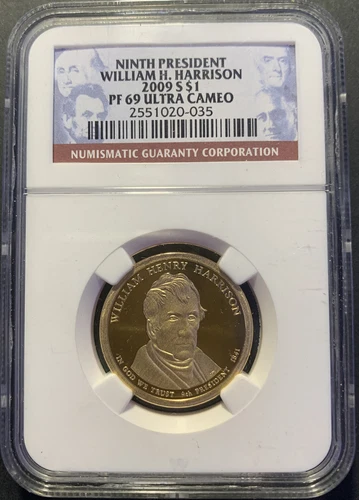 NINTH PRESIDENT
WILLIAM H. HARRISON
2009 S $1
PF 69 ULTRA CAMEO
2551020-035
NUMISMATIC GUARANTY CORPORATION
WILLIAM HENRY HARRISON
IN GOD WE TRUST 9th PRESIDENT 1841